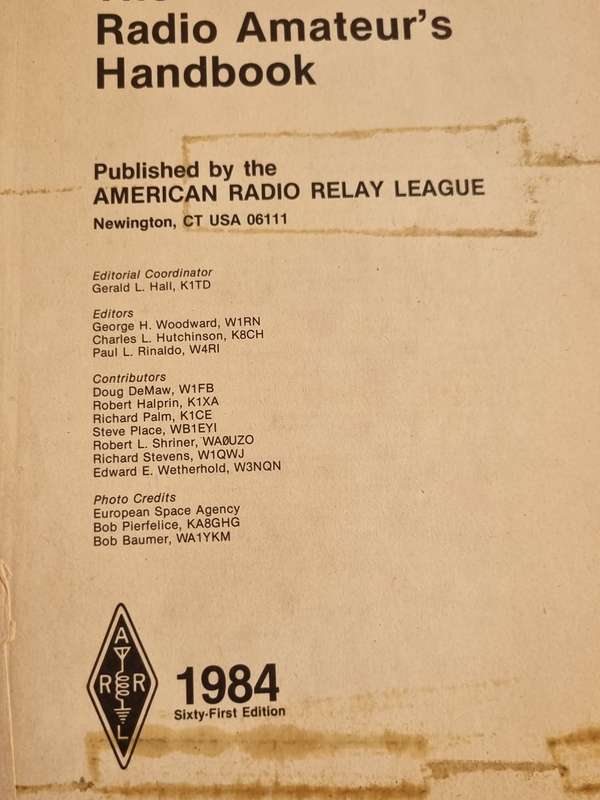 Radio Amateur's
Handbook
Published by the
AMERICAN RADIO RELAY LEAGUE
Newington, CT USA 06111
Editorial Coordinator
Gerald L. Hall, K1TD
Editors
George H. Woodward, W1RN
Charles L. Hutchinson, K8CH
Paul L. Rinaldo, W4RI
Contributors
Doug DeMaw, W1FB
Robert Halprin, K1XA
Richard Palm, K1CE
Steve Place, WB1EYI
Robert L. Shriner, WAØUZO
Richard Stevens, W1QWJ
Edward E. Wetherhold, W3NQN
Photo Credits
European Space Agency
Bob Pierfelice, KA8GHG
Bob Baumer, WA1YKM
A
R R
L
1984
Sixty-First Edition